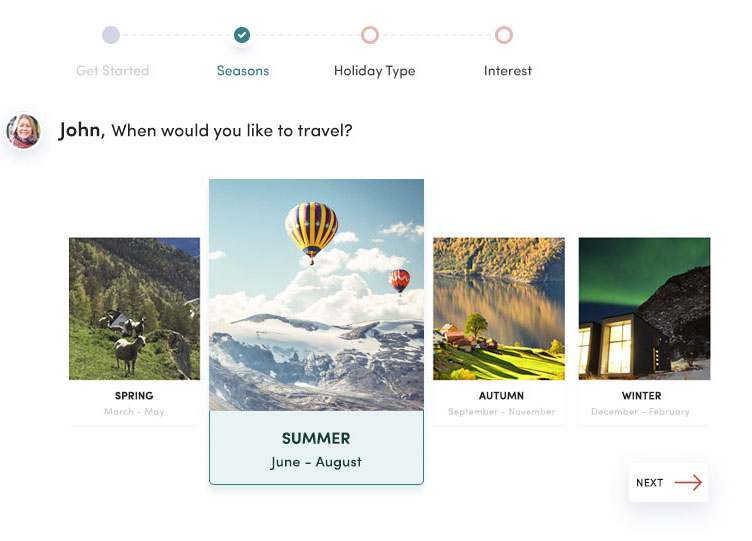 Get Started
Seasons
Holiday Type
Interest
John, When would you like to travel?
SPRING
March – May
SUMMER
June – August
AUTUMN
September – November
WINTER
December – February
NEXT